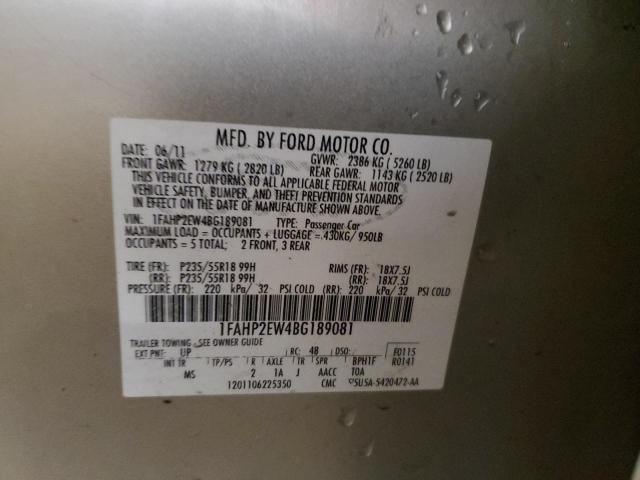 MFD. BY FORD MOTOR CO.
DATE: 06/11 GVWR: 2386 KG ( 5260 LB)
FRONT GAWR: 1279 KG ( 2820 LB) REAR GAWR: 1143 KG ( 2520 LB)
THIS VEHICLE CONFORMS TO ALL APPLICABLE FEDERAL MOTOR
VEHICLE SAFETY, BUMPER, AND THEFT PREVENTION STANDARDS
IN EFFECT ON THE DATE OF MANUFACTURE SHOWN ABOVE.
VIN: 1FAHP2EW4BG189081 TYPE: Passenger Car
MAXIMUM LOAD = OCCUPANTS + LUGGAGE = 430KG/ 950LB
OCCUPANTS = 5 TOTAL: 2 FRONT, 3 REAR
TIRE (FR): P235/55R18 99H RIMS (FR): 18X7.5J
(RR): P235/55R18 99H (RR): 18X7.5J
PRESSURE (FR): 220 kPa/ 32 PSI COLD (RR): 220 kPa/ 32 PSI COLD
1FAHP2EW4BG189081
TRAILER TOWING - SEE OWNER GUIDE
EXT PNT: UP RC: 48 DSO: F0115
INT TR TP/PS R AXLE TR SPR BPH1F R0141
MS 2 1A J AACC TOA
1201106225350 CMC 5USA-5420472-AA